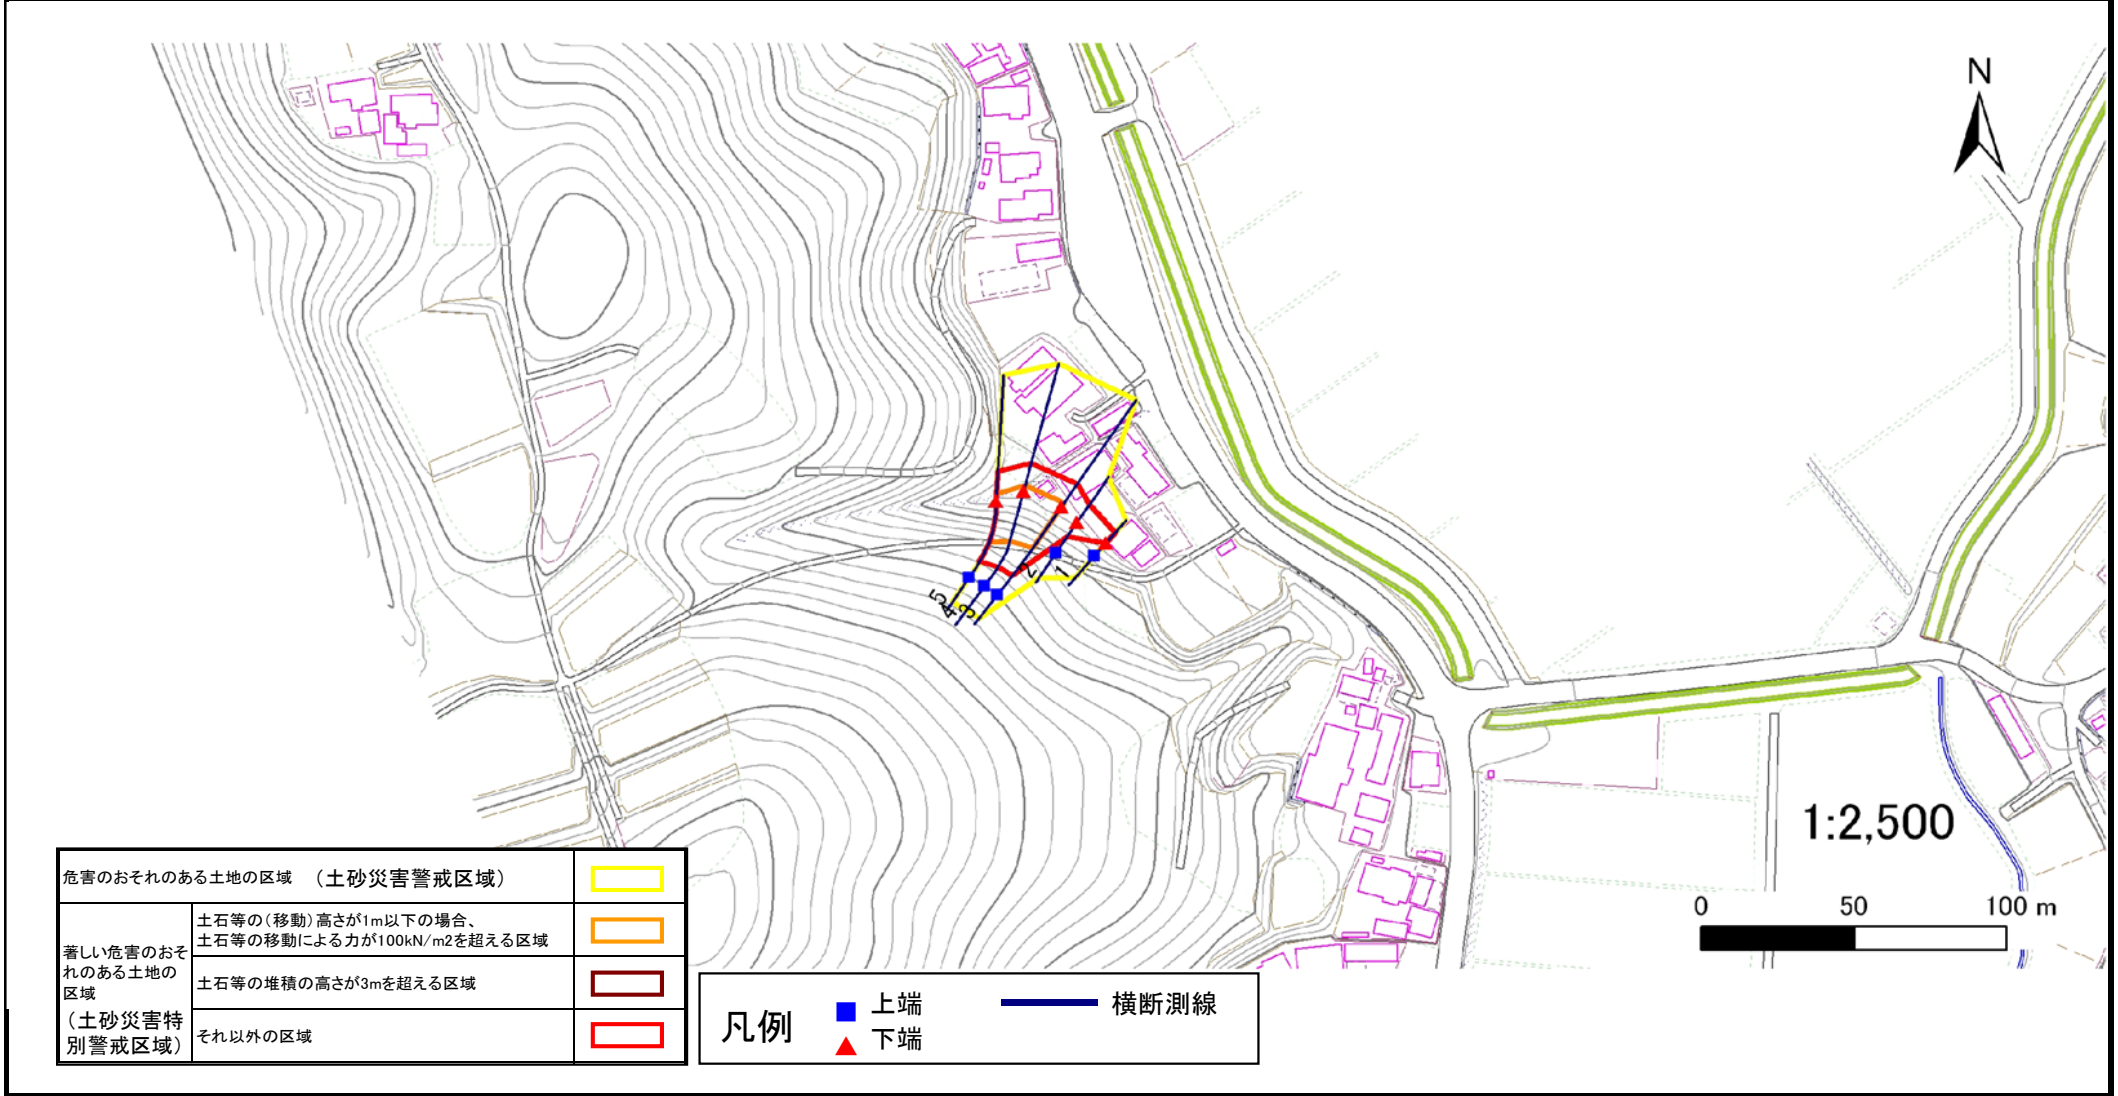 N
5
4
3
2
1
1:2,500
0 50 100 m
危害のおそれのある土地の区域 （土砂災害警戒区域）
著しい危害のおそ
れのある土地の
区域
（土砂災害特
別警戒区域）
土石等の（移動）高さが1m以下の場合、
土石等の移動による力が100kN/m2を超える区域
土石等の堆積の高さが3mを超える区域
それ以外の区域
凡例
上端
下端
横断測線